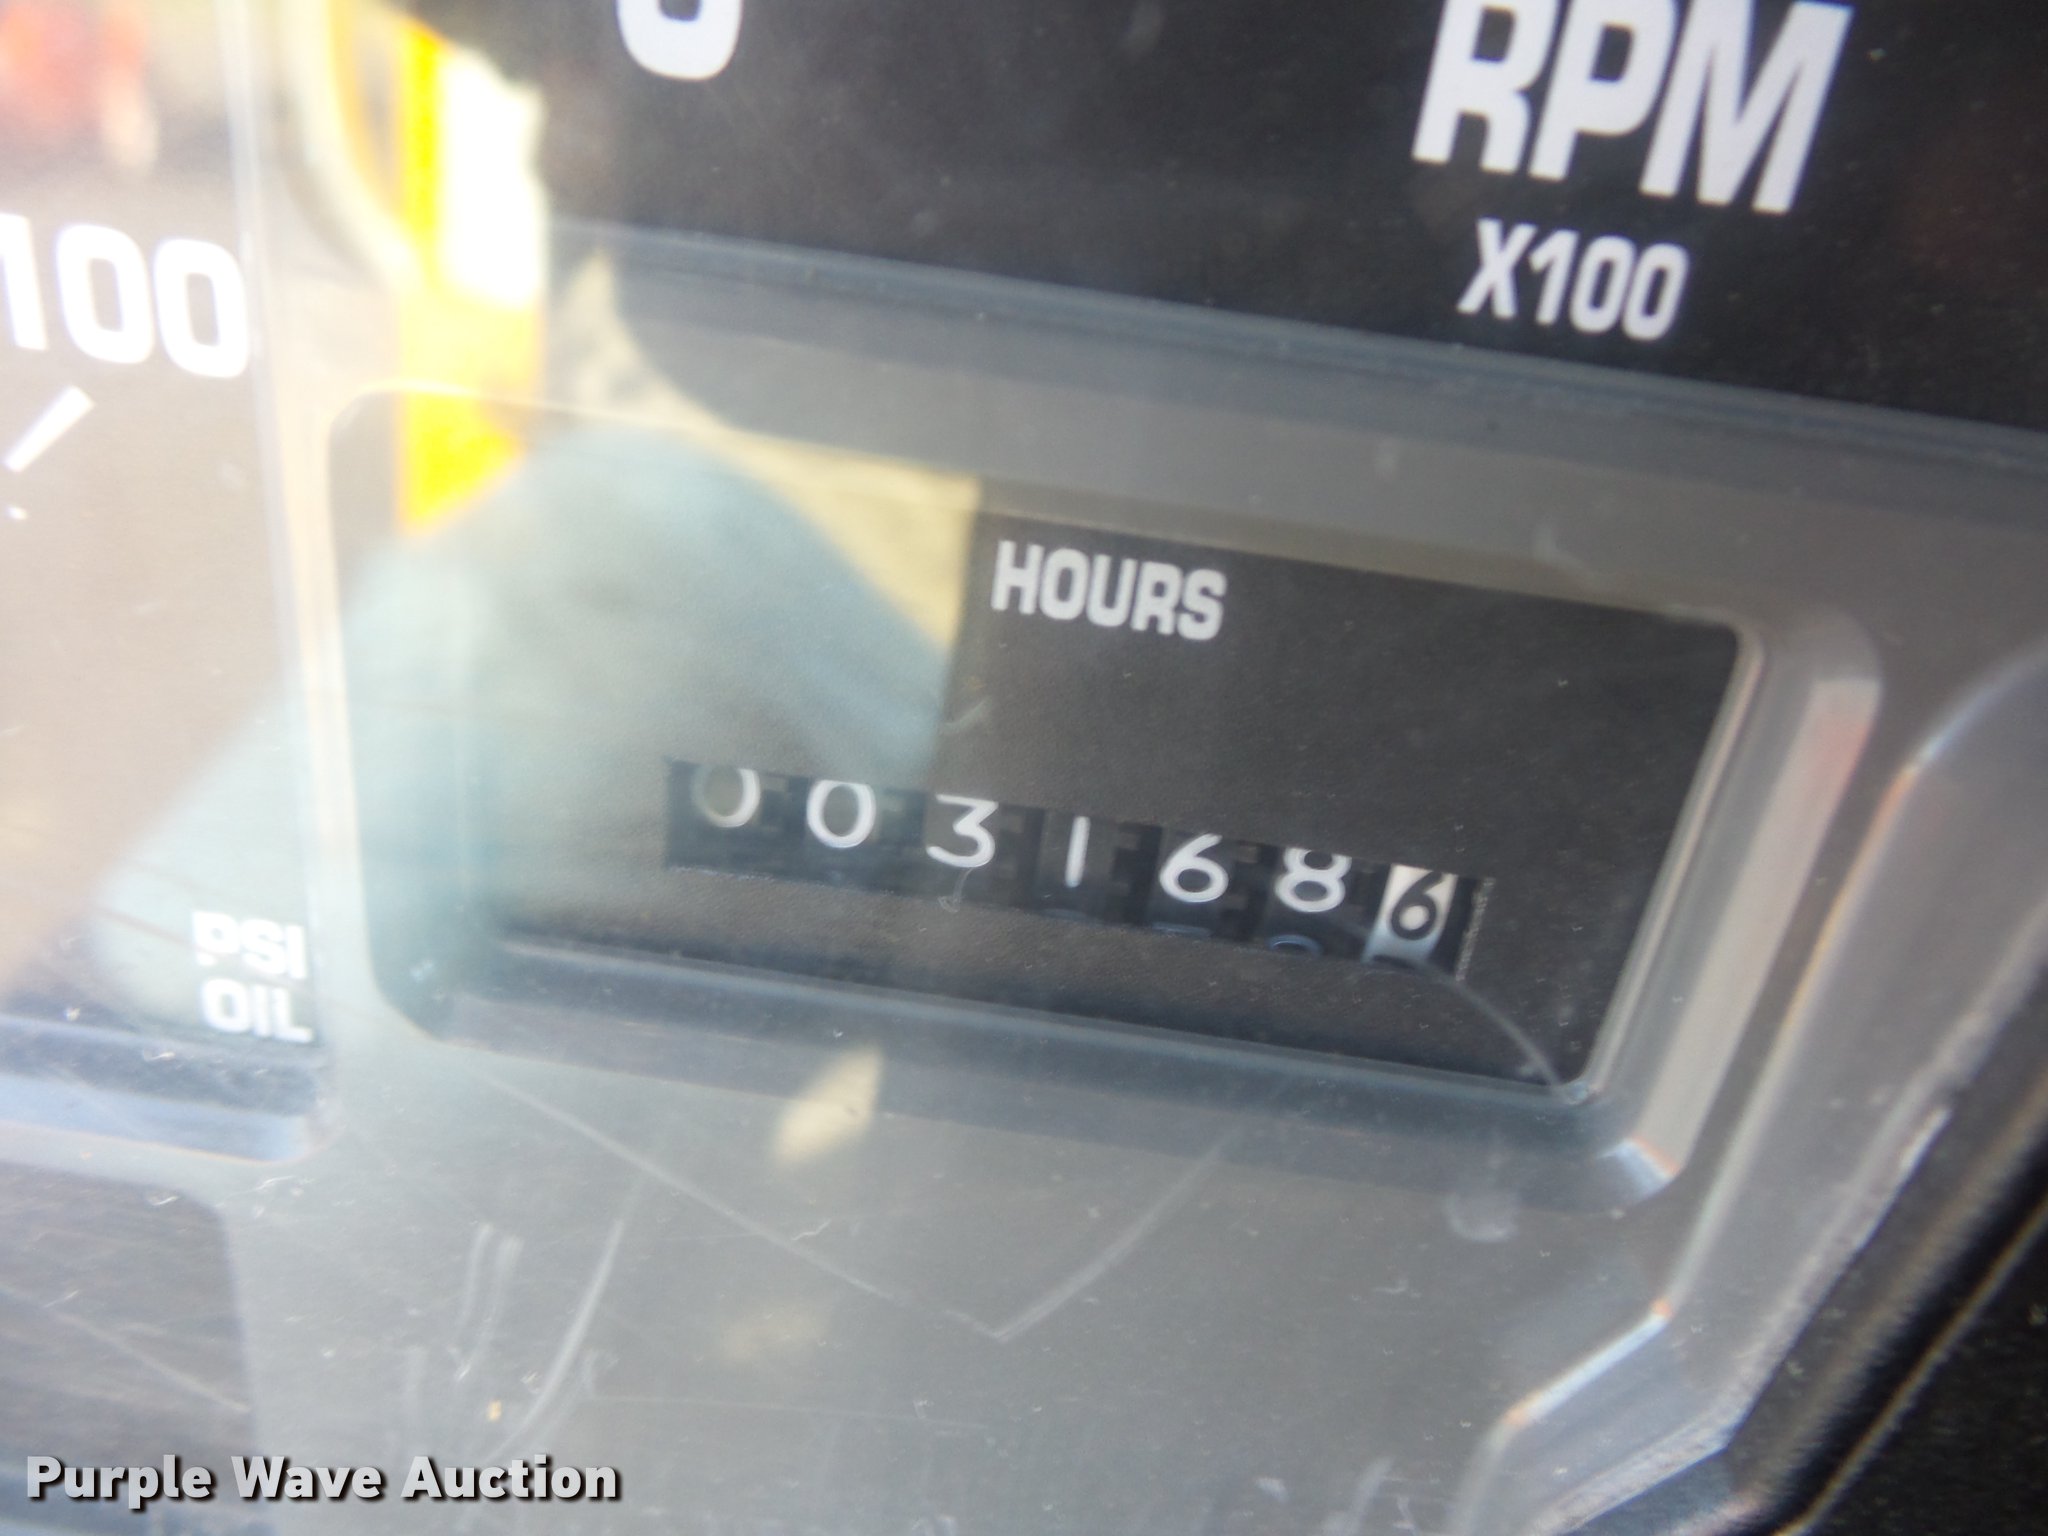 RPM
X100
100
HOURS
0031686
PSI
OIL
Purple Wave Auction